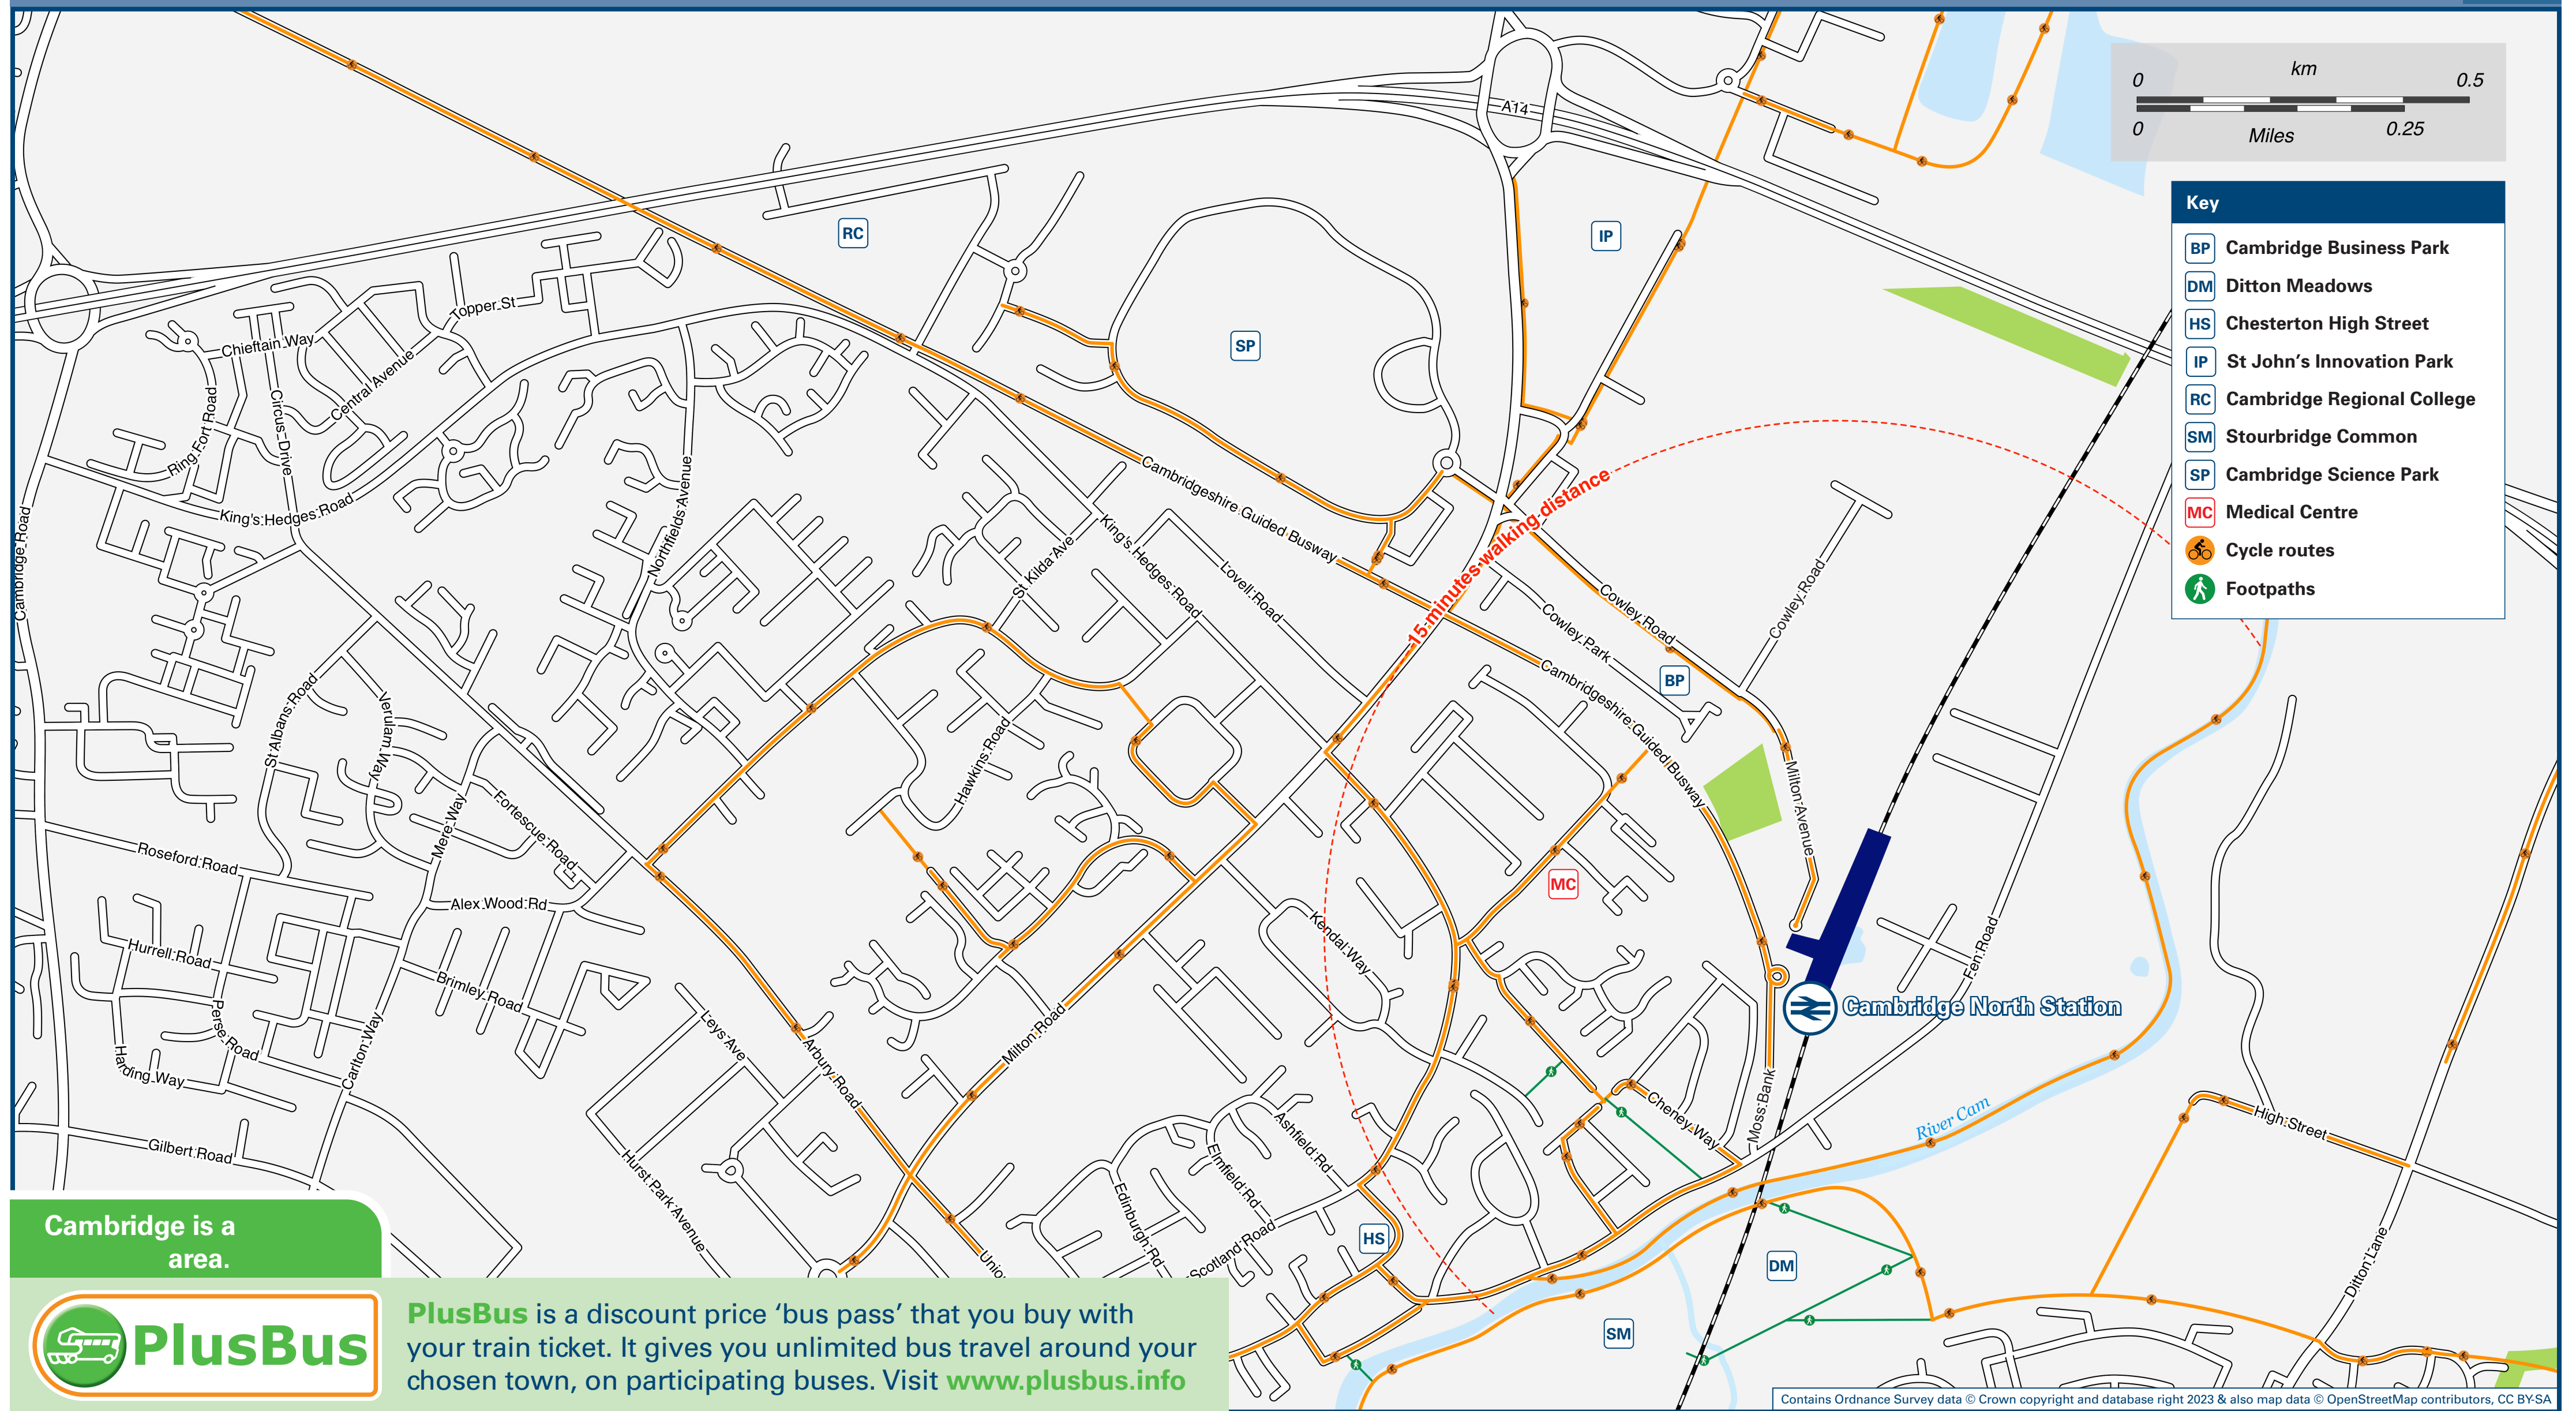 A14
km
0 0.5
0 0.25
Miles
Key
BP Cambridge Business Park
DM Ditton Meadows
HS Chesterton High Street
IP St John's Innovation Park
RC Cambridge Regional College
SM Stourbridge Common
SP Cambridge Science Park
MC Medical Centre
Cycle routes
Footpaths
RC
IP
SP
Topper St
Chieftain Way
Central Avenue
Circus Drive
Ring Fort Road
King's Hedges Road
Cambridge Road
Northfields Avenue
Cambridgeshire Guided Busway
King's Hedges Road
St Kilda Ave
Lovell Road
15 minutes walking distance
Cowley Road
Cowley Road
Cowley Park
BP
Cambridgeshire Guided Busway
Milton Avenue
St Albans Road
Verulam Way
Mere Way
Fortescue Road
Hawkins Road
Roseford Road
Alex Wood Rd
MC
Kendal Way
Fen Road
Hurrell Road
Brimley Road
Perse Road
Harding Way
Carlton Way
Leys Ave
Arbury Road
Milton Road
Cambridge North Station
Moss Bank
Cheney Way
River Cam
High Street
Gilbert Road
Hurst Park Avenue
Ashfield Rd
Elmfield Rd
Edinburgh Rd
Scotland Road
HS
DM
SM
Ditton Lane
Cambridge is a
area.
PlusBus
PlusBus is a discount price ‘bus pass’ that you buy with
your train ticket. It gives you unlimited bus travel around your
chosen town, on participating buses. Visit www.plusbus.info
Contains Ordnance Survey data © Crown copyright and database right 2023 & also map data © OpenStreetMap contributors, CC BY-SA